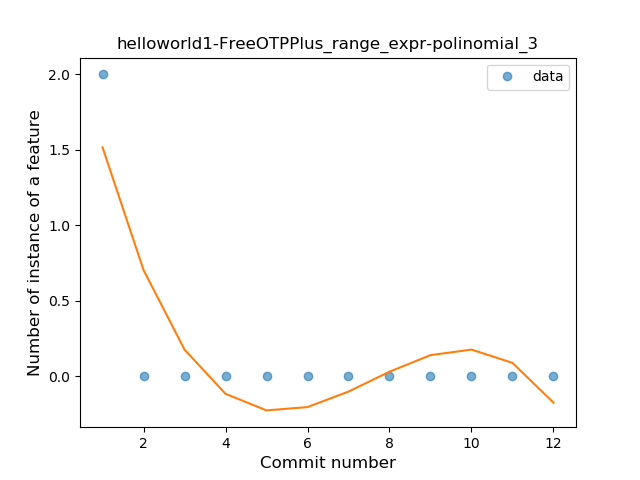 helloworld1-FreeOTPPlus_range_expr-polinomial_3
data
Number of instance of a feature
2.0
1.5
1.0
0.5
0.0
2
4
6
8
10
12
Commit number